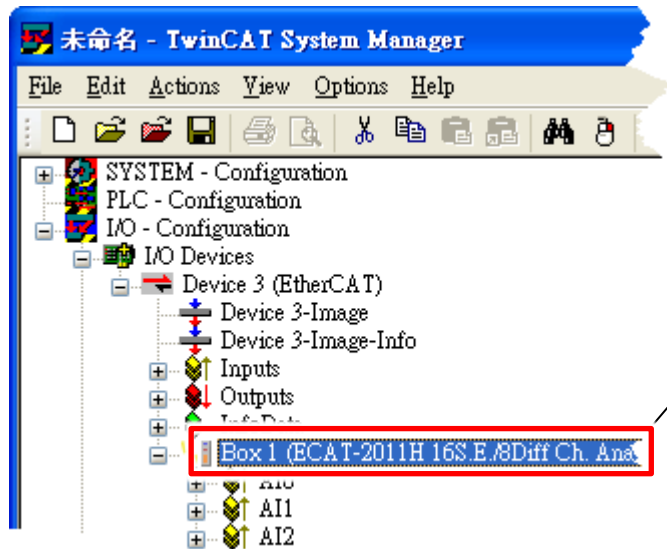 未命名 - TwinCAT System Manager
File Edit Actions View Options Help
SYSTEM - Configuration
PLC - Configuration
I/O - Configuration
I/O Devices
Device 3 (EtherCAT)
Device 3-Image
Device 3-Image-Info
Inputs
Outputs
InfoData
Box 1 (ECAT-2011H 16S.E./8Diff Ch. Ana
AI0
AI1
AI2